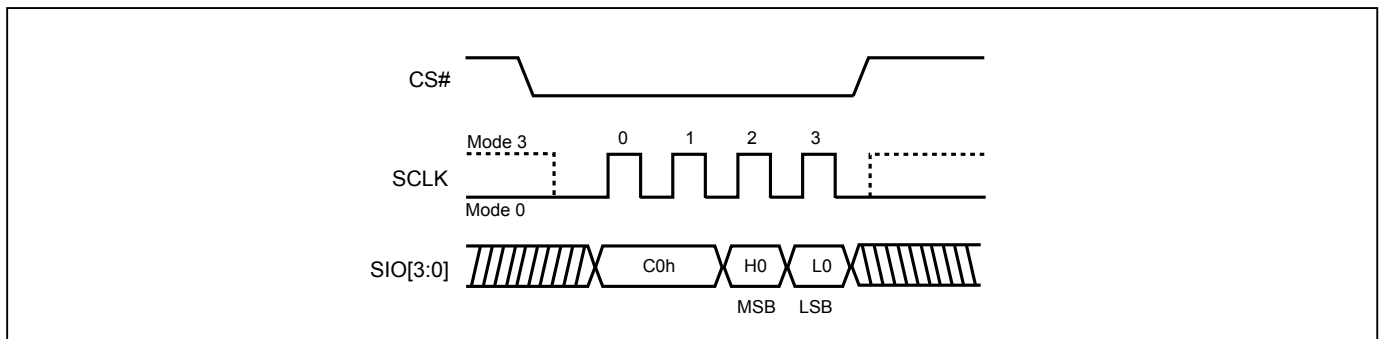 CS#
Mode 3
0 1 2 3
SCLK
Mode 0
SIO[3:0]
C0h H0 L0
MSB LSB